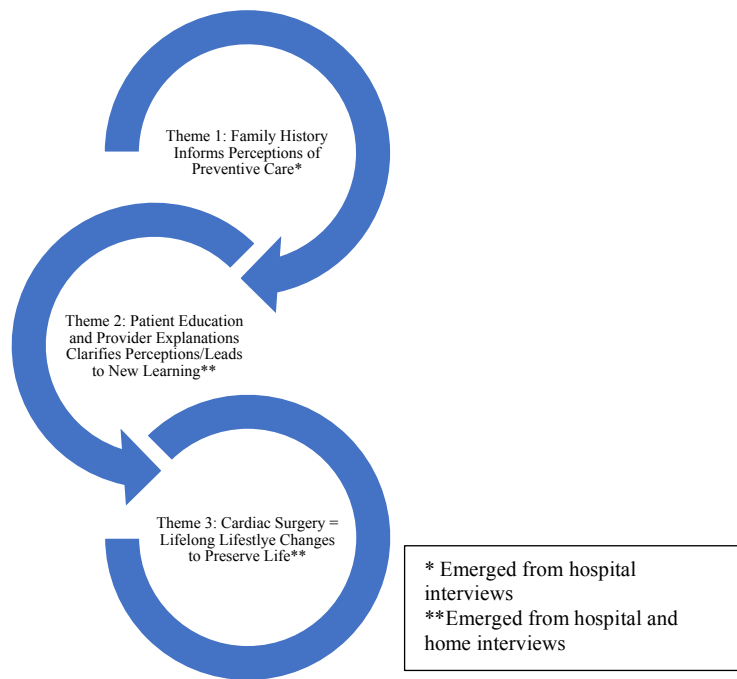 Theme 1: Family History
Informs Perceptions of
Preventive Care*
Theme 2: Patient Education
and Provider Explanations
Clarifies Perceptions/Leads
to New Learning**
Theme 3: Cardiac Surgery =
Lifelong Lifestlye Changes
to Preserve Life**
* Emerged from hospital
interviews
**Emerged from hospital and
home interviews